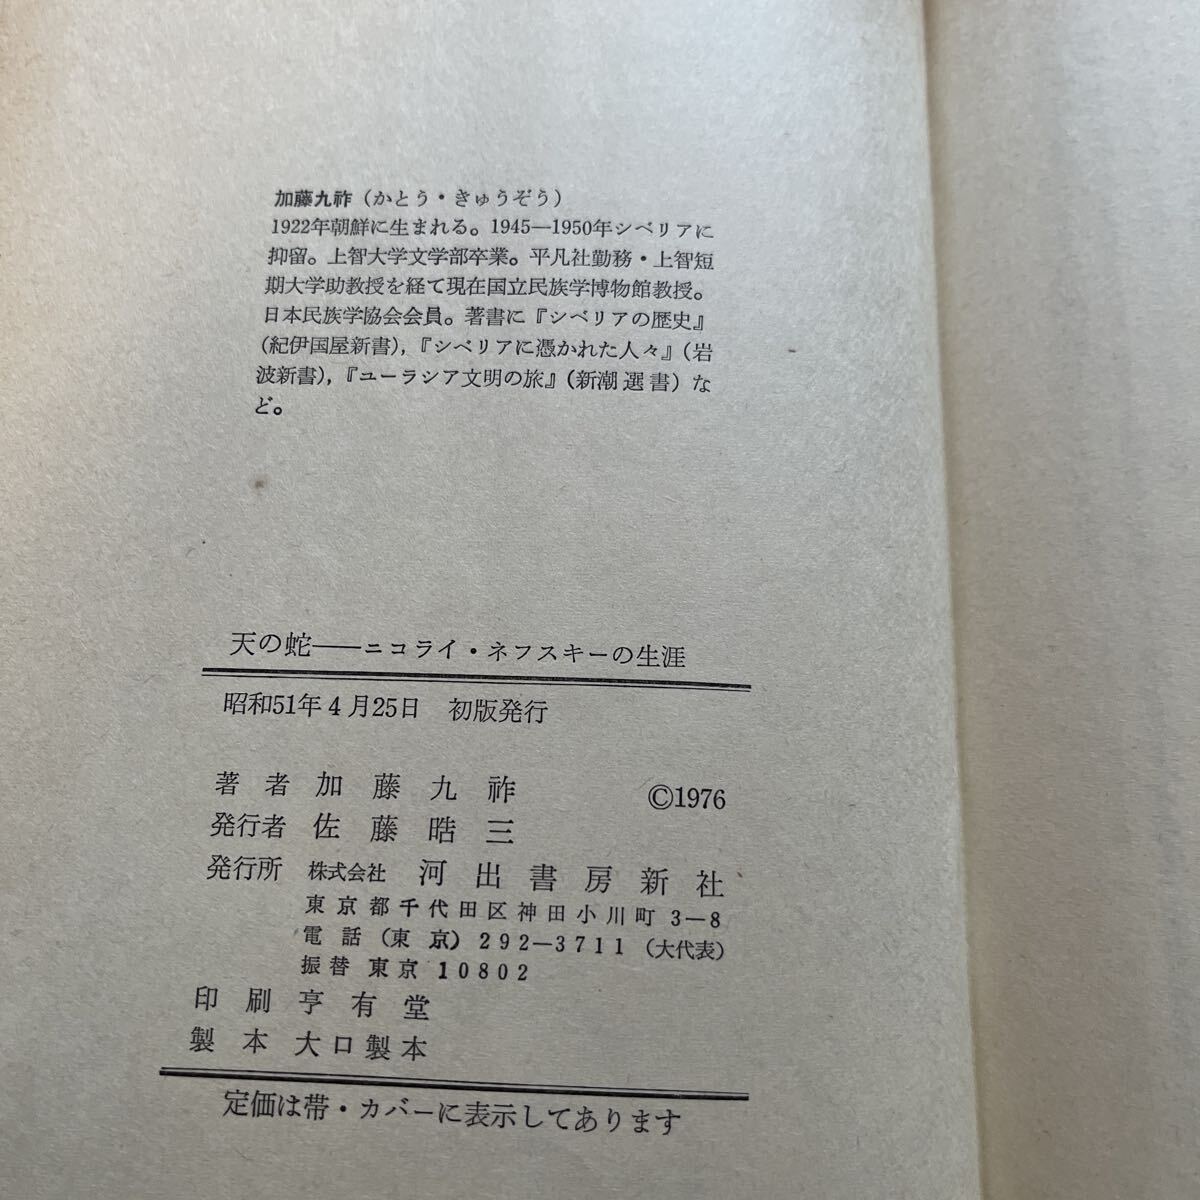 加藤九祚(かとう・きゅうぞう)
1922年朝鮮に生まれる。1945—1950年シベリアに
抑留。上智大学文学部卒業。平凡社勤務・上智短
期大学助教授を経て現在国立民族学博物館教授。
日本民族学協会会員。著書に『シベリアの歴史』
(紀伊国屋新書),『シベリアに憑かれた人々』(岩
波新書),『ユーラシア文明の旅』(新潮選書)な
ど。
天の蛇——ニコライ・ネフスキーの生涯
昭和51年4月25日 初版発行
著者 加藤九祚 ©1976
発行者 佐藤晧三
発行所 株式会社 河出書房新社
東京都千代田区神田小川町3—8
電話(東京)292—3711(大代表)
振替 東京 10802
印刷 亨有堂
製本 大口製本
定価は帯・カバーに表示してあります